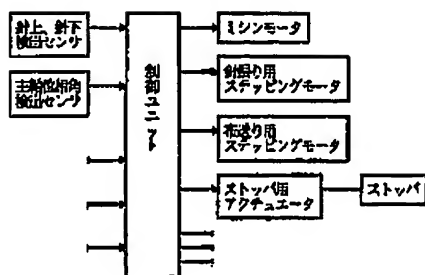 針上、針下
検出センサ
主軸位相角
検出センサ
制御ユニット
ミシンモータ
針振り用
ステッピングモータ
布送り用
ステッピングモータ
ストッパ用
アクチュエータ
ストッパ